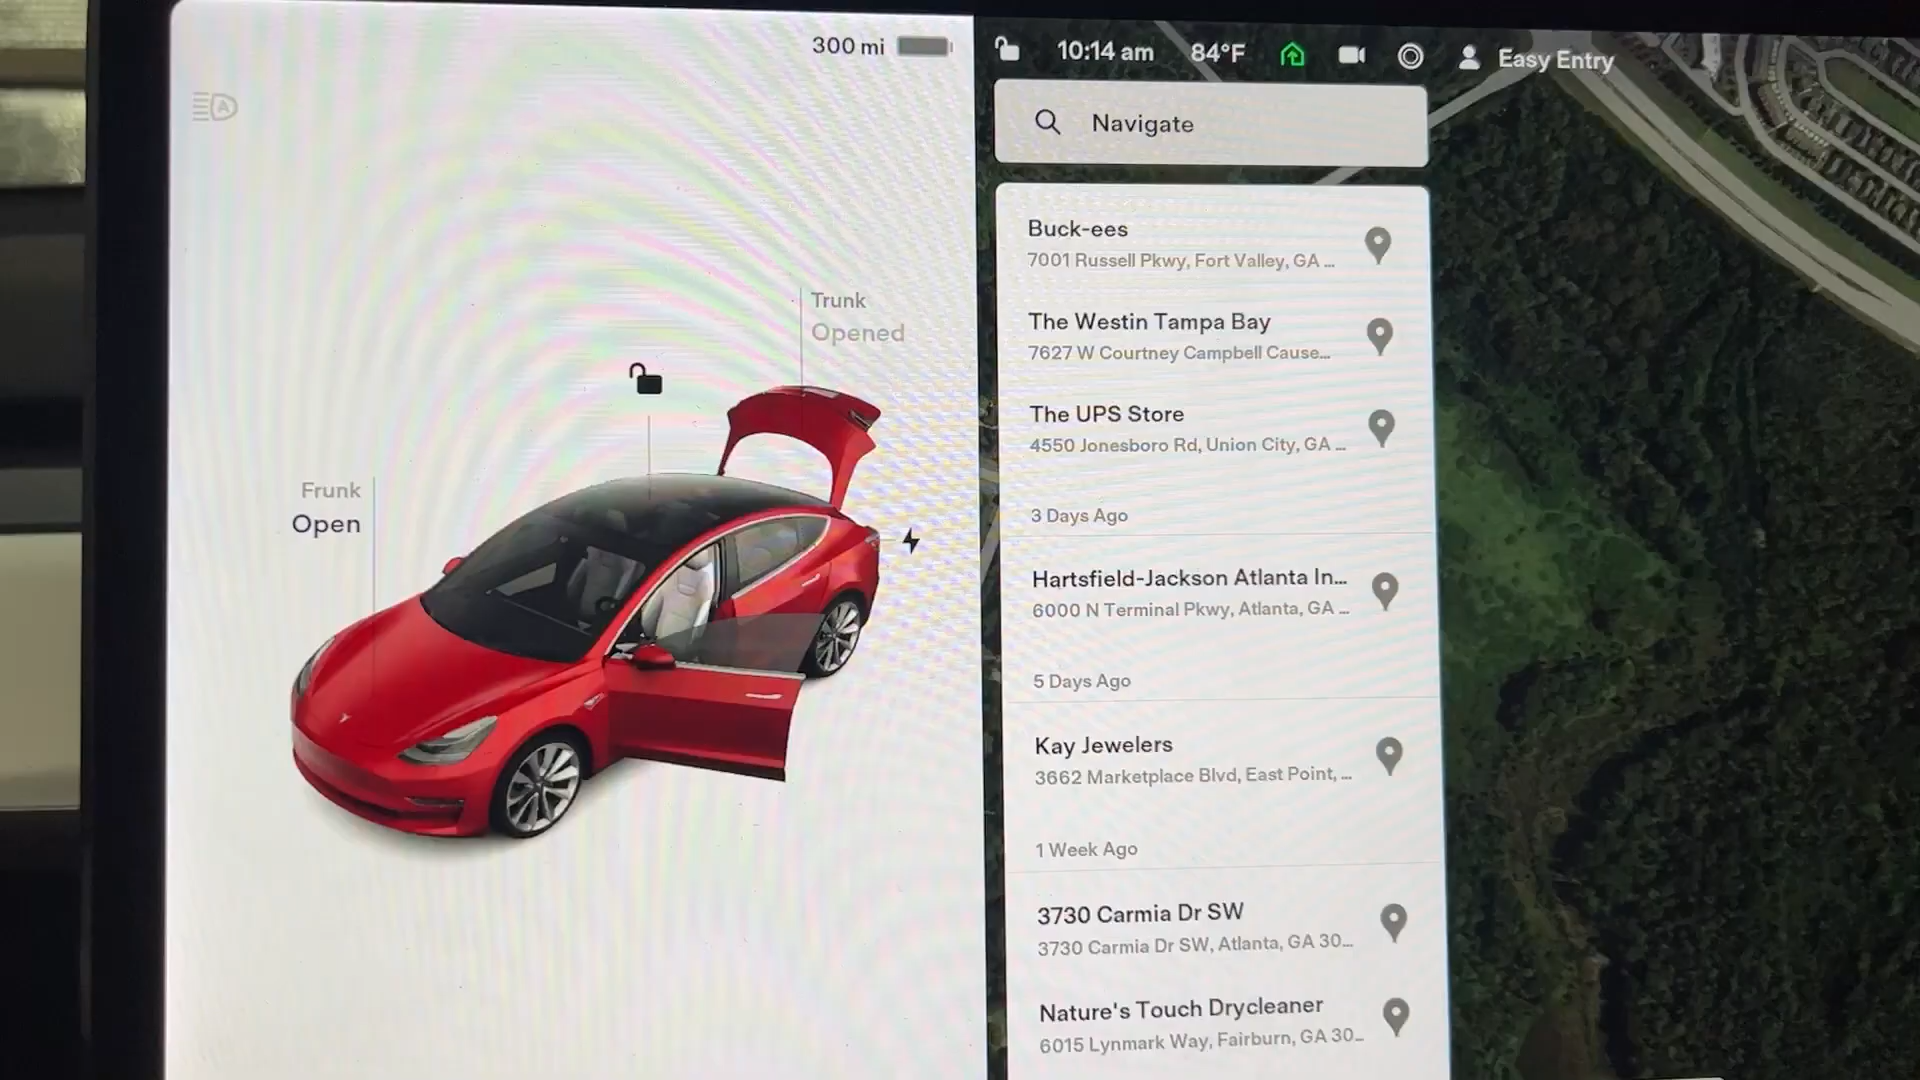 300 mi
10:14 am
84°F
Easy Entry
Navigate
Trunk
Opened
Frunk
Open
Buck-ees
7001 Russell Pkwy, Fort Valley, GA ...
The Westin Tampa Bay
7627 W Courtney Campbell Cause...
The UPS Store
4550 Jonesboro Rd, Union City, GA ...
3 Days Ago
Hartsfield-Jackson Atlanta In...
6000 N Terminal Pkwy, Atlanta, GA ...
5 Days Ago
Kay Jewelers
3662 Marketplace Blvd, East Point, ...
1 Week Ago
3730 Carmia Dr SW
3730 Carmia Dr SW, Atlanta, GA 30...
Nature's Touch Drycleaner
6015 Lynmark Way, Fairburn, GA 30...